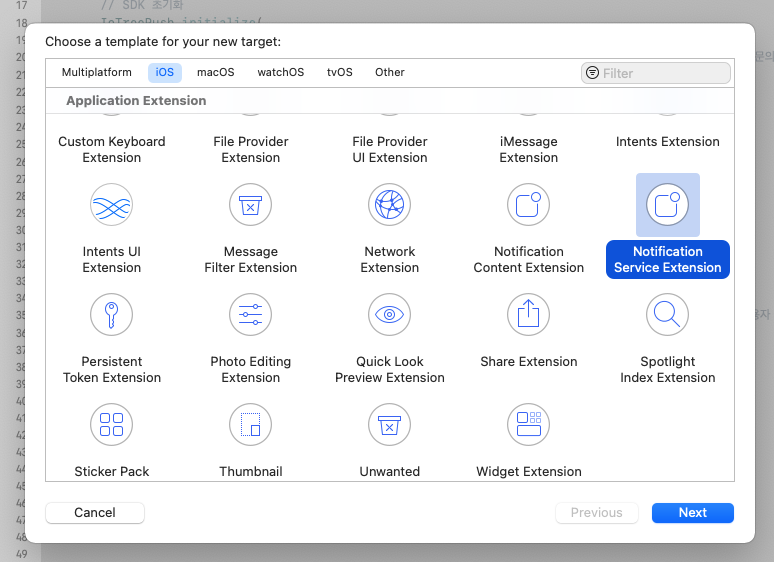 17 // SDK 초기화
18
Choose a template for your new target:
19
20 문의
Multiplatform iOS macOS watchOS tvOS Other Filter
21
22
Application Extension
23
24
25
Custom Keyboard Extension
File Provider Extension
File Provider UI Extension
iMessage Extension
Intents Extension
26
27
28
29
30
31
Intents UI Extension
Message Filter Extension
Network Extension
Notification Content Extension
Notification Service Extension
32
33
34
35
36
37
Persistent Token Extension
Photo Editing Extension
Quick Look Preview Extension
Share Extension
Spotlight Index Extension
38
39
40
41
42
43
44
Sticker Pack
Thumbnail
Unwanted
Widget Extension
45
46
Cancel Previous Next
47
48
49